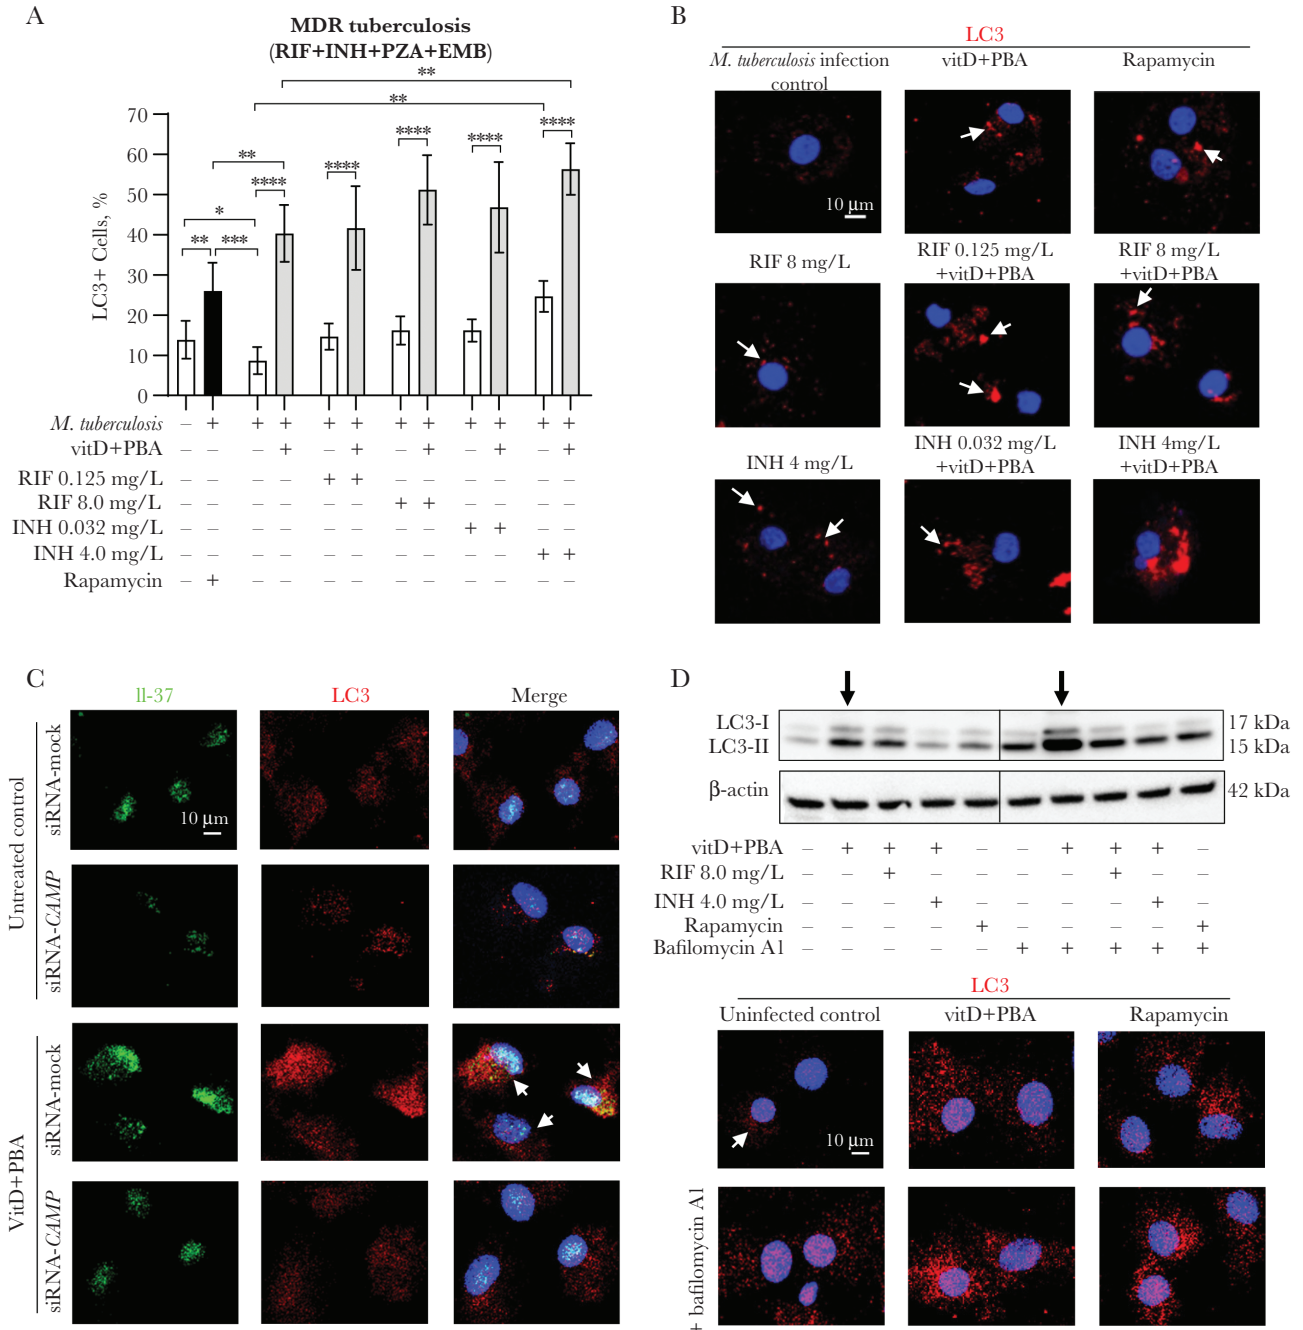 A
MDR tuberculosis
(RIF+INH+PZA+EMB)
** 
**
**
****
****
****
****
****
*
**
***
LC3+ Cells, %
70
60
50
40
30
20
10
0
M. tuberculosis – + + + + + + + + + + +
vitD+PBA – – – + – + – + – + – +
RIF 0.125 mg/L – – – – + + – – – – – –
RIF 8.0 mg/L – – – – – – + + – – – –
INH 0.032 mg/L – – – – – – – – + + – –
INH 4.0 mg/L – – – – – – – – – – + +
Rapamycin – + – – – – – – – – – –
B
LC3
M. tuberculosis infection control
vitD+PBA
Rapamycin
10 µm
RIF 8 mg/L
RIF 0.125 mg/L
+vitD+PBA
RIF 8 mg/L
+vitD+PBA
INH 4 mg/L
INH 0.032 mg/L
+vitD+PBA
INH 4mg/L
+vitD+PBA
C
ll-37
LC3
Merge
Untreated control
siRNA-mock
10 µm
siRNA-CAMP
VitD+PBA
siRNA-mock
siRNA-CAMP
D
LC3-I
17 kDa
LC3-II
15 kDa
β-actin
42 kDa
vitD+PBA – + + + – – + + + –
RIF 8.0 mg/L – – + – – – – + – –
INH 4.0 mg/L – – – + – – – – + –
Rapamycin – – – – + – – – – +
Bafilomycin A1 – – – – – + + + + +
LC3
Uninfected control
vitD+PBA
Rapamycin
10 µm
+ bafilomycin A1